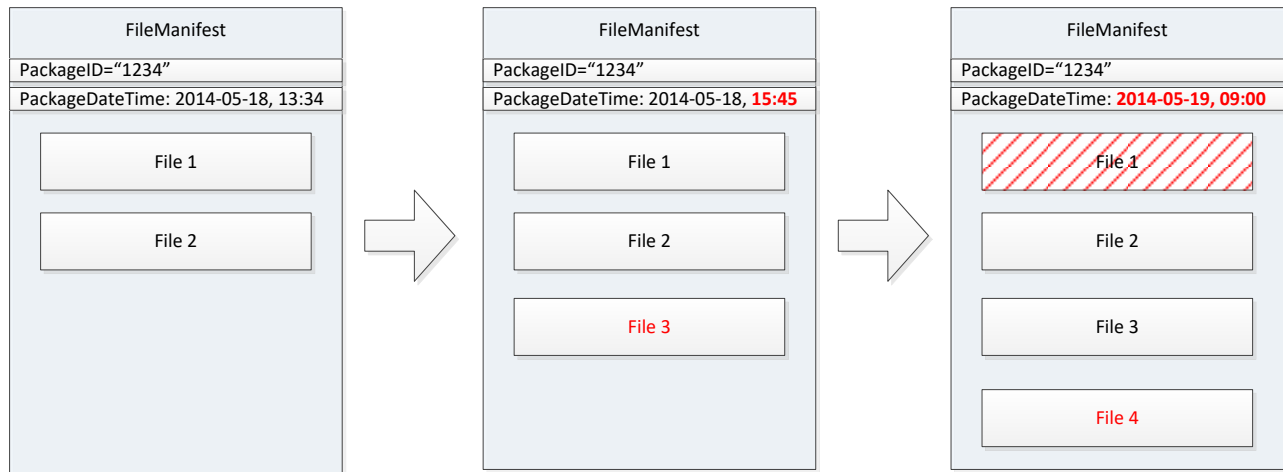 FileManifest
PackageID=“1234”
PackageDateTime: 2014-05-18, 13:34
File 1
File 2
FileManifest
PackageID=“1234”
PackageDateTime: 2014-05-18, 15:45
File 1
File 2
File 3
FileManifest
PackageID=“1234”
PackageDateTime: 2014-05-19, 09:00
File 1
File 2
File 3
File 4